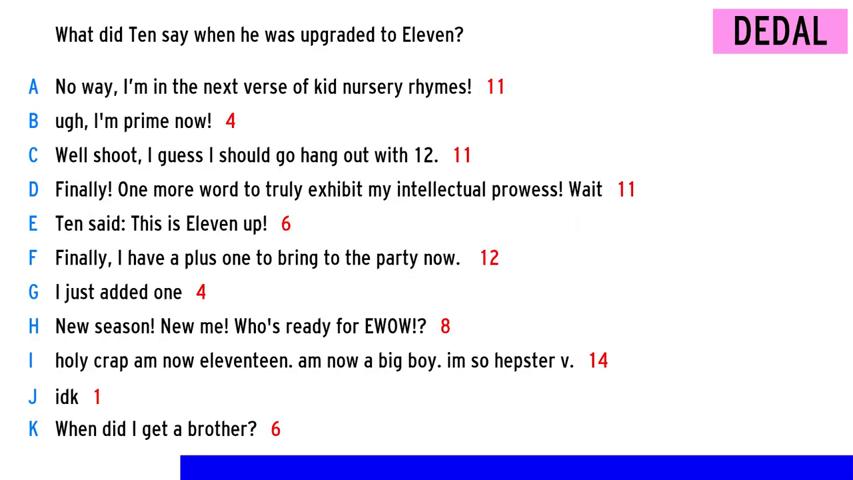 What did Ten say when he was upgraded to Eleven?
DEDAL
A No way, I'm in the next verse of kid nursery rhymes! 11
B ugh, I'm prime now! 4
C Well shoot, I guess I should go hang out with 12. 11
D Finally! One more word to truly exhibit my intellectual prowess! Wait 11
E Ten said: This is Eleven up! 6
F Finally, I have a plus one to bring to the party now. 12
G I just added one 4
H New season! New me! Who's ready for EWOW!? 8
I holy crap am now eleventeen. am now a big boy. im so hepster v. 14
J idk 1
K When did I get a brother? 6